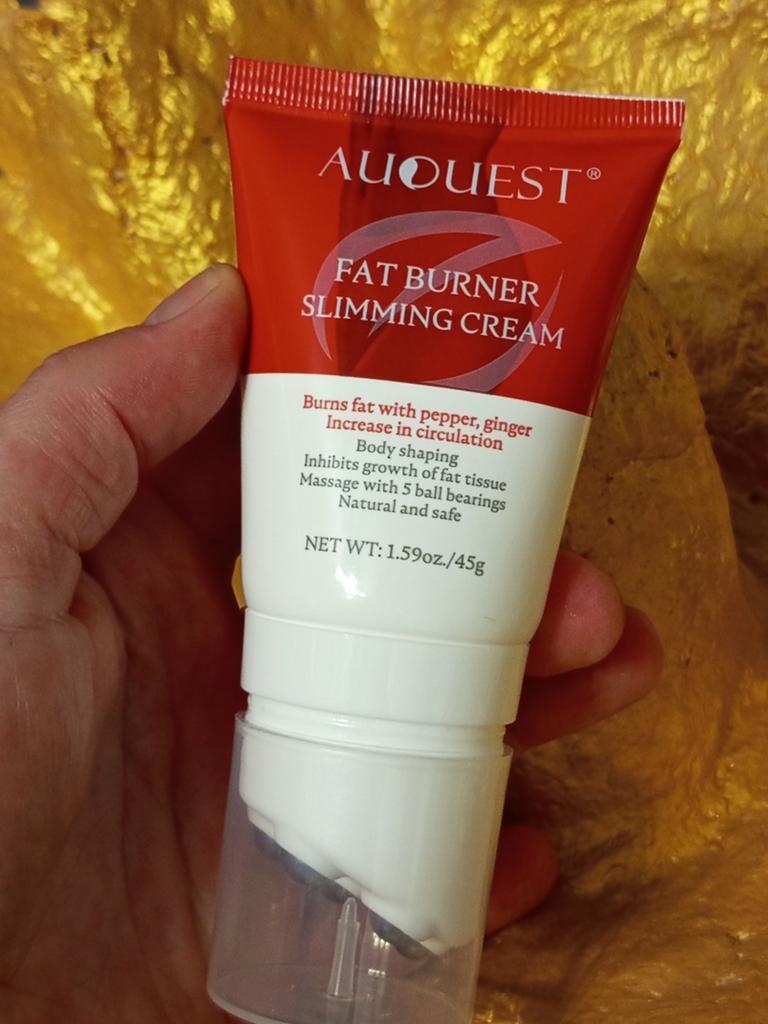 AUQUEST®
FAT BURNER
SLIMMING CREAM
Burns fat with pepper, ginger
Increase in circulation
Body shaping
Inhibits growth of fat tissue
Massage with 5 ball bearings
Natural and safe
NET WT: 1.59oz./45g